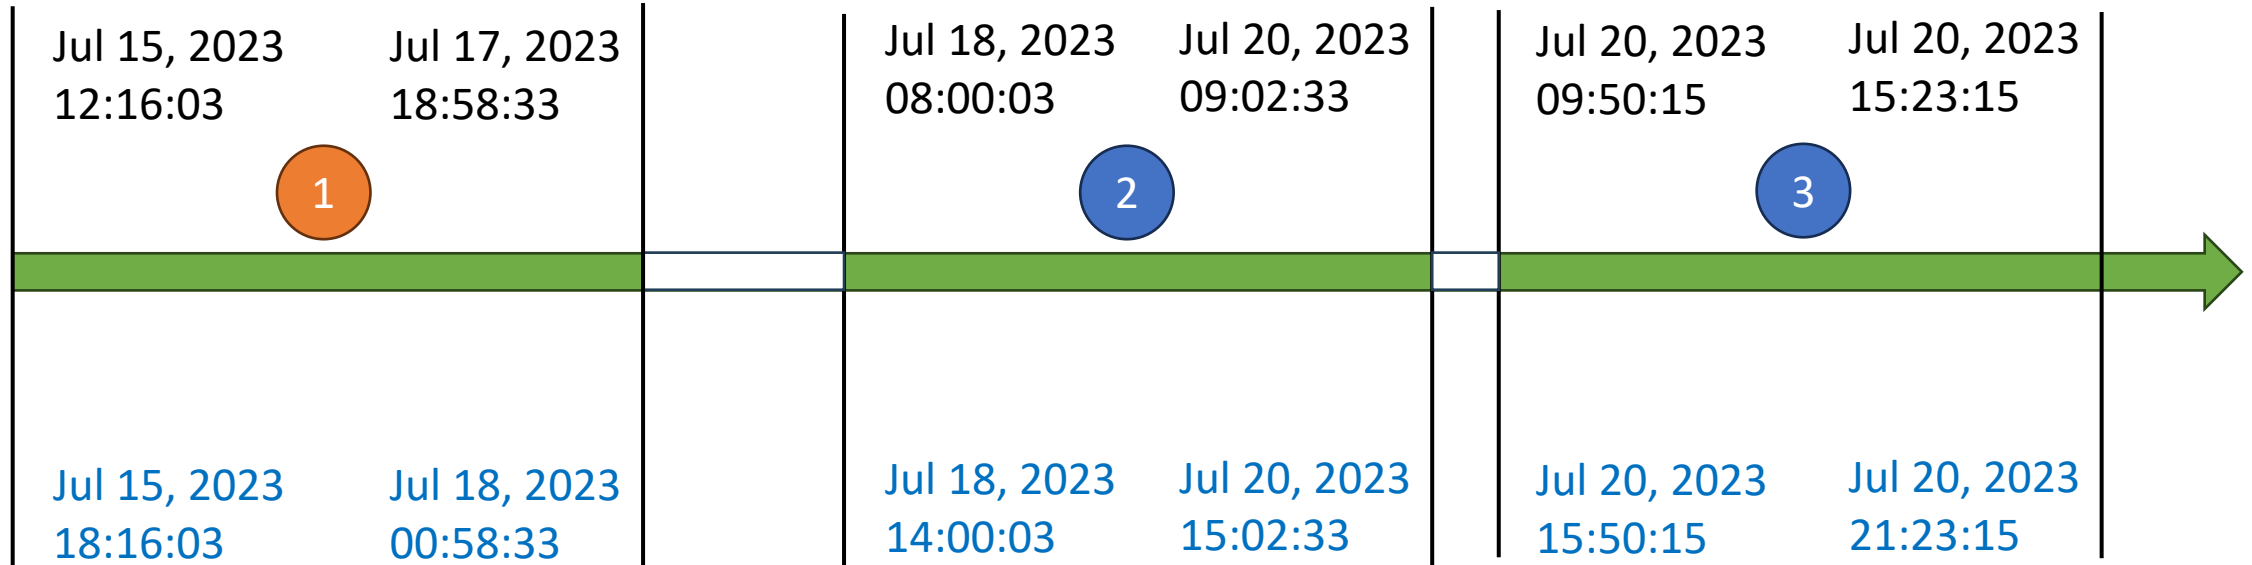 Jul 15, 2023
12:16:03
Jul 17, 2023
18:58:33
Jul 18, 2023
08:00:03
Jul 20, 2023
09:02:33
Jul 20, 2023
09:50:15
Jul 20, 2023
15:23:15
1
2
3
Jul 15, 2023
18:16:03
Jul 18, 2023
00:58:33
Jul 18, 2023
14:00:03
Jul 20, 2023
15:02:33
Jul 20, 2023
15:50:15
Jul 20, 2023
21:23:15